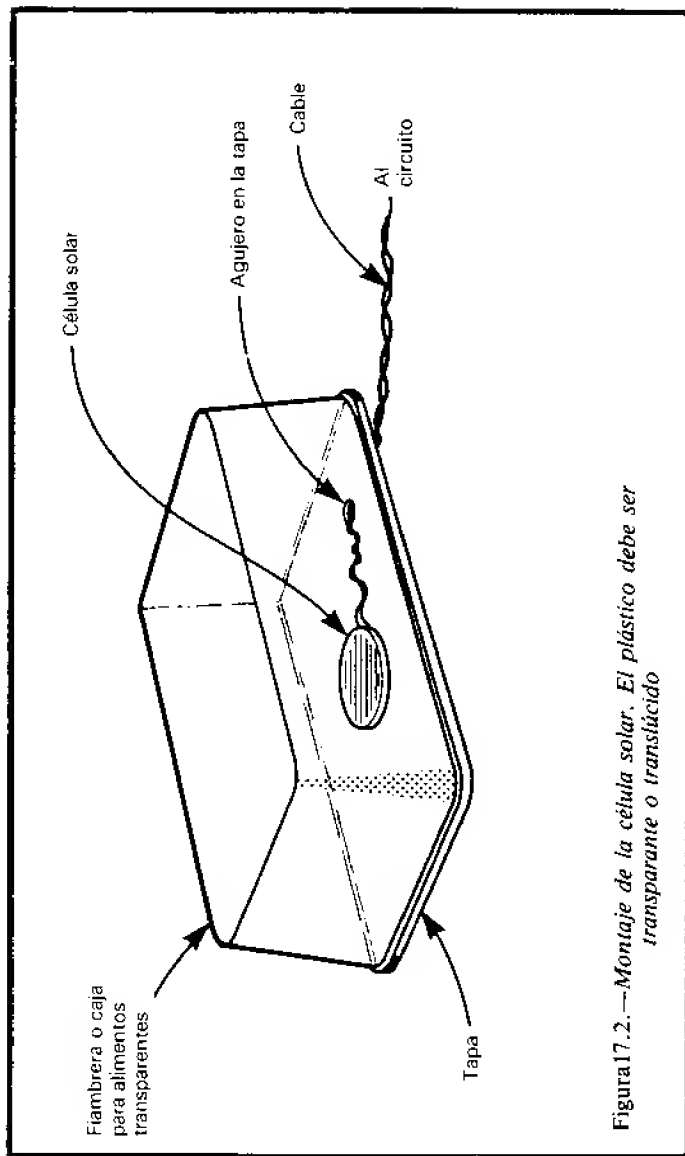 Fiambrera o caja
para alimentos
transparentes
Célula solar
Agujero en la tapa
Cable
Al
circuito
Tapa
Figura17.2.—Montaje de la célula solar. El plástico debe ser
transparante o translúcido